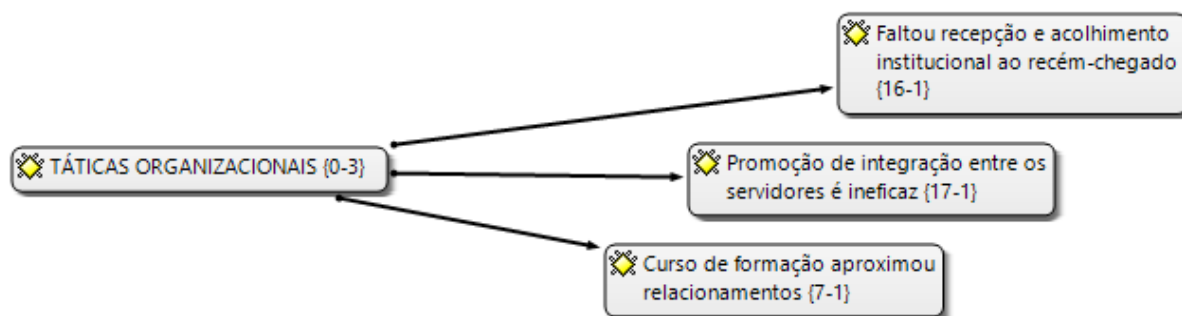 Faltou recepção e acolhimento
institucional ao recém-chegado
{16-1}
TÁTICAS ORGANIZACIONAIS {0-3}
Promoção de integração entre os
servidores é ineficaz {17-1}
Curso de formação aproximou
relacionamentos {7-1}